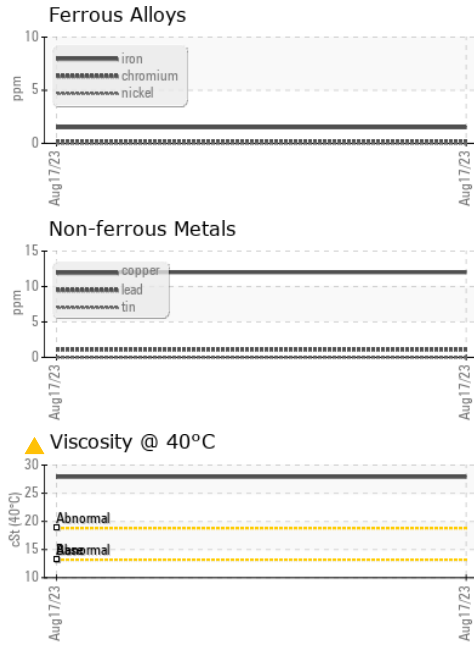 Ferrous Alloys
10
5
0
ppm
iron
chromium
nickel
Aug17/23
Aug17/23
Non-ferrous Metals
15
10
5
0
ppm
copper
lead
tin
Aug17/23
Aug17/23
Viscosity @ 40°C
30
25
20
15
10
cSt (40°C)
Abnormal
Abnormal
Aug17/23
Aug17/23